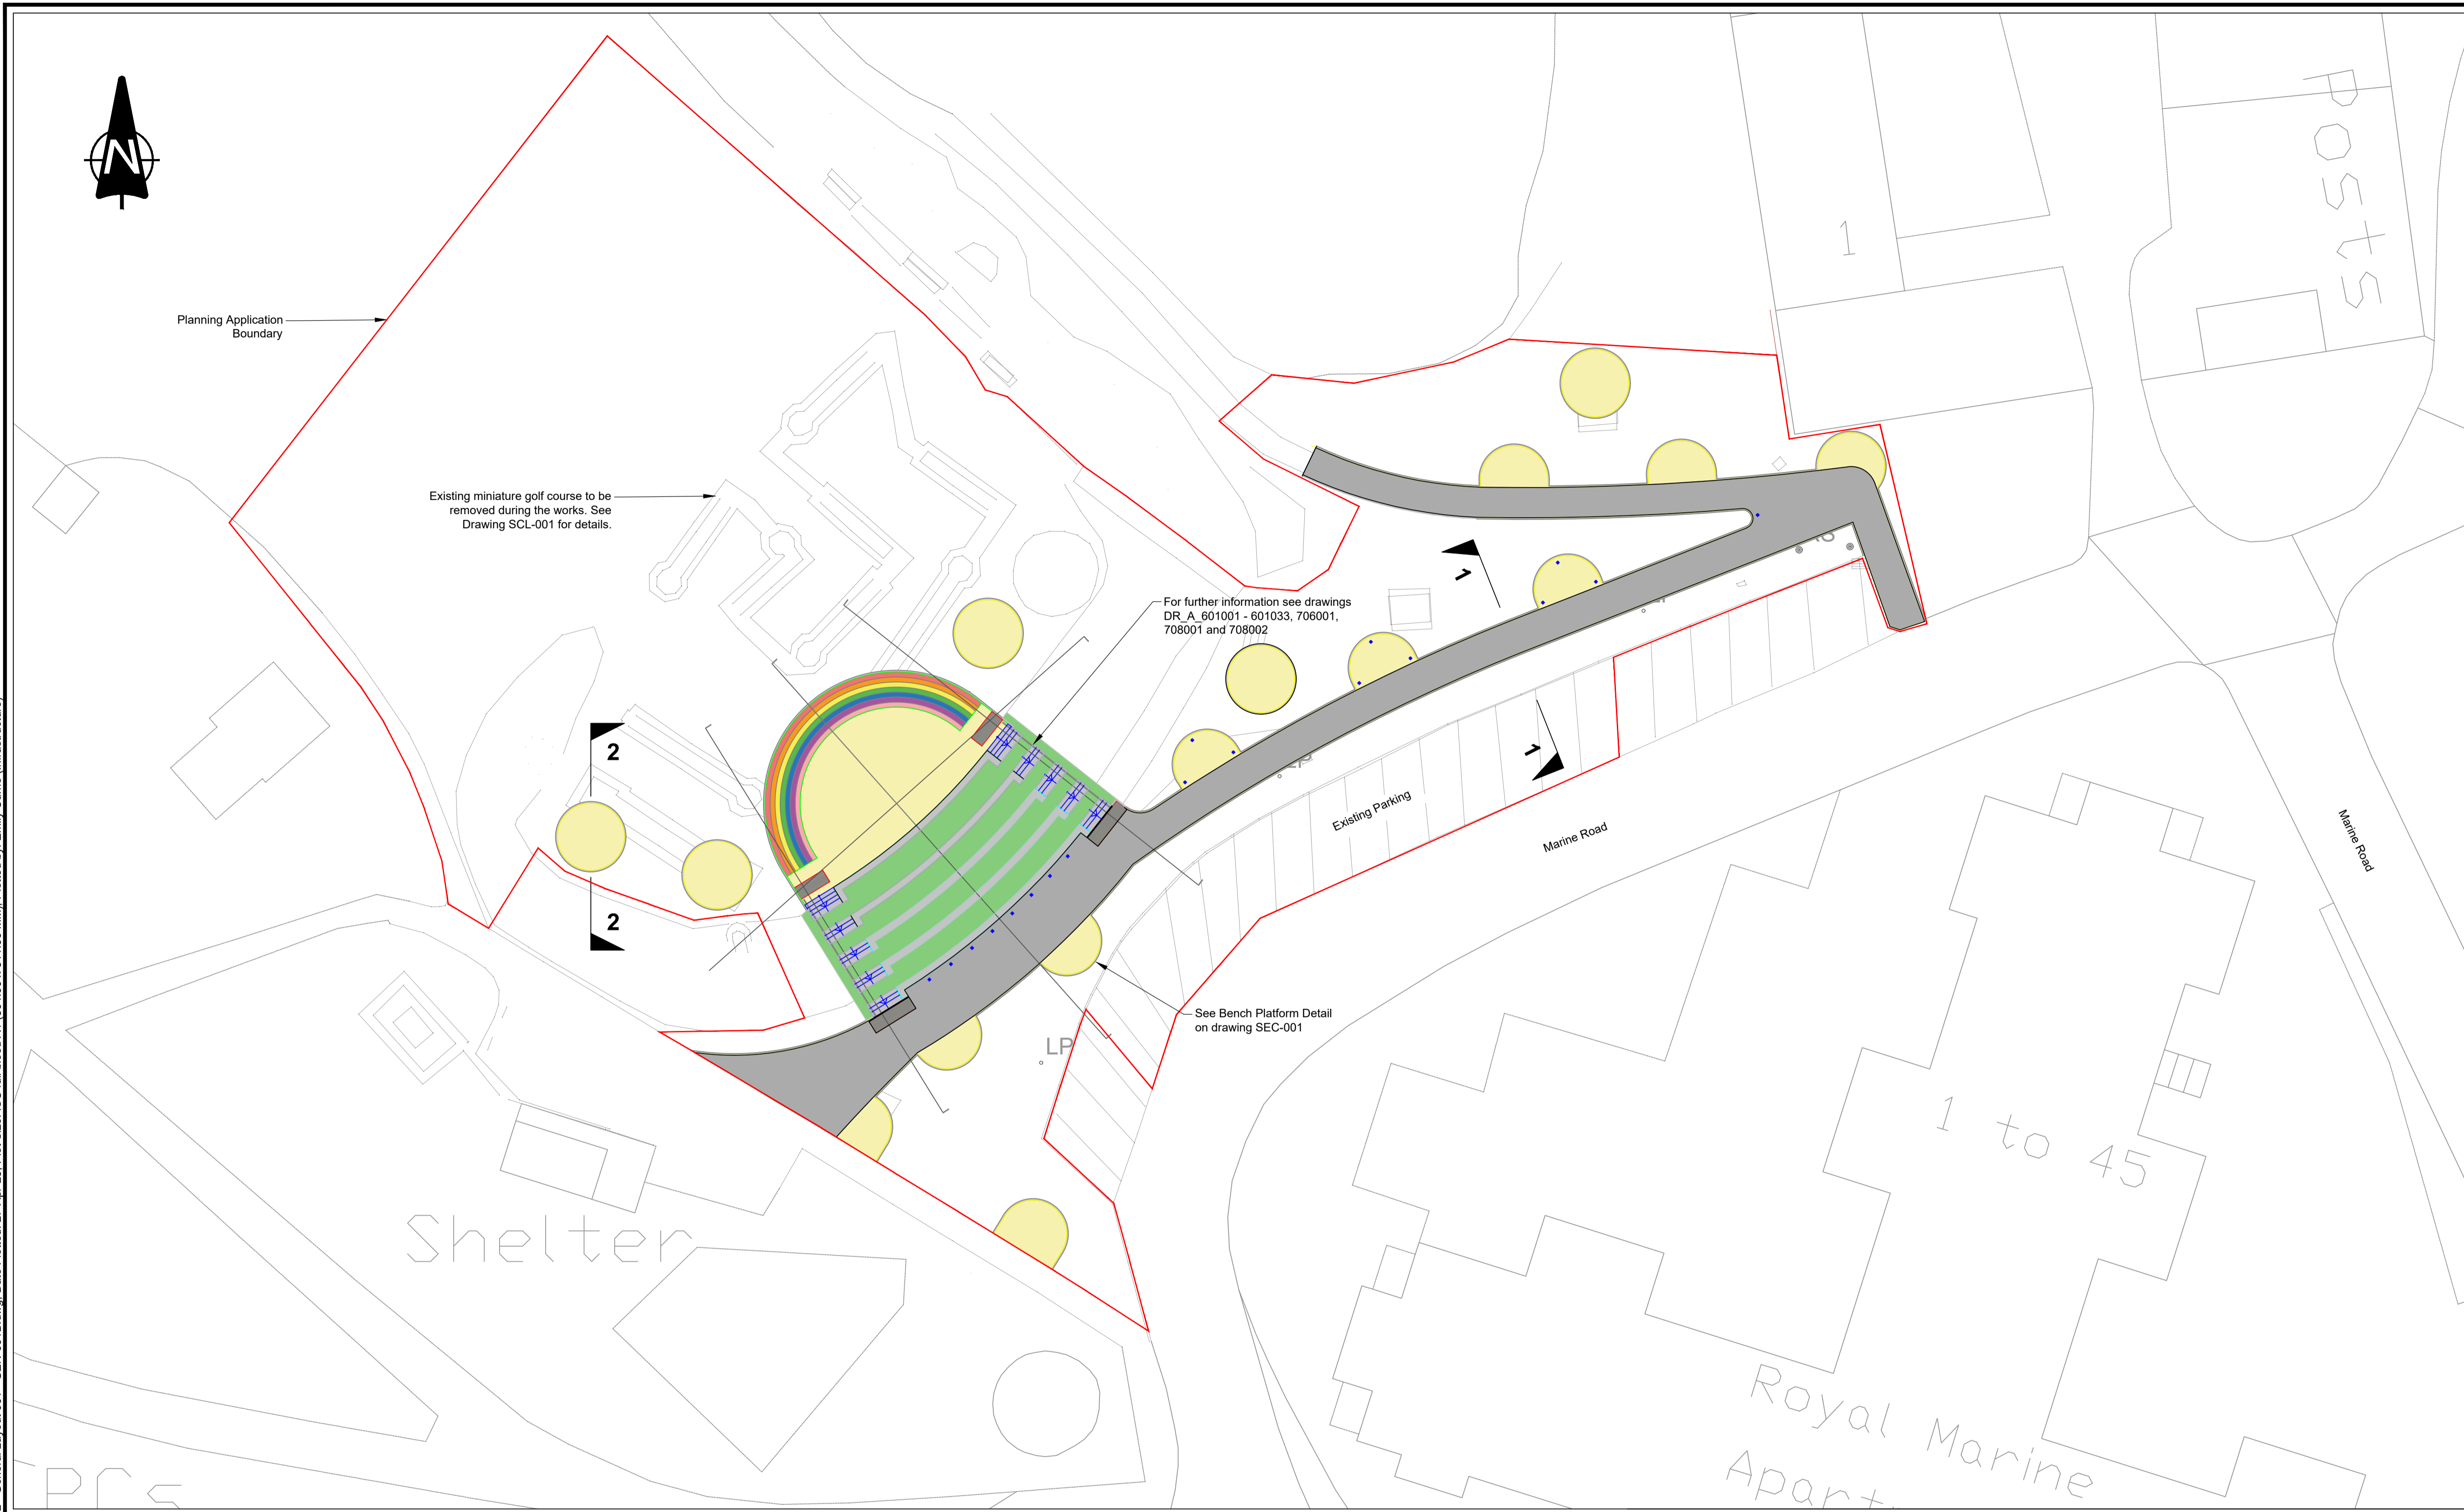 N
Planning Application
Boundary
Existing miniature golf course to be
removed during the works. See
Drawing SCL-001 for details.
For further information see drawings
DR_A_601001 - 601033, 706001,
708001 and 708002
1
1
1
2
2
LP
Existing Parking
Marine Road
Marine Road
See Bench Platform Detail
on drawing SEC-001
LP
Shelter
1 to 45
Royal Marine
PCs